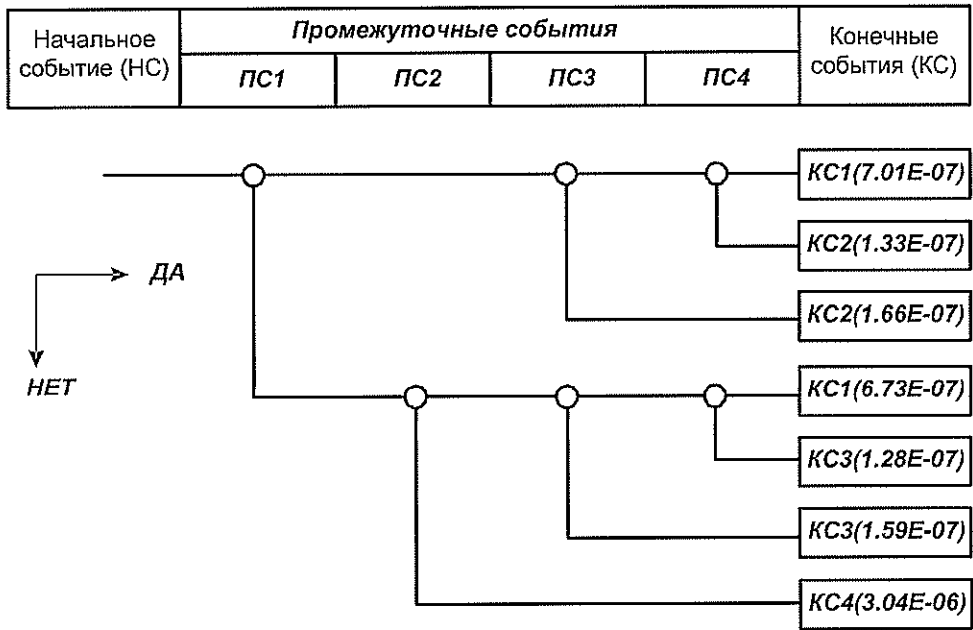 Начальное
событие (НС)
Промежуточные события
ПС1
ПС2
ПС3
ПС4
Конечные
события (КС)
КС1(7.01E-07)
КС2(1.33E-07)
ДА
КС2(1.66E-07)
НЕТ
КС1(6.73E-07)
КС3(1.28E-07)
КС3(1.59E-07)
КС4(3.04E-06)